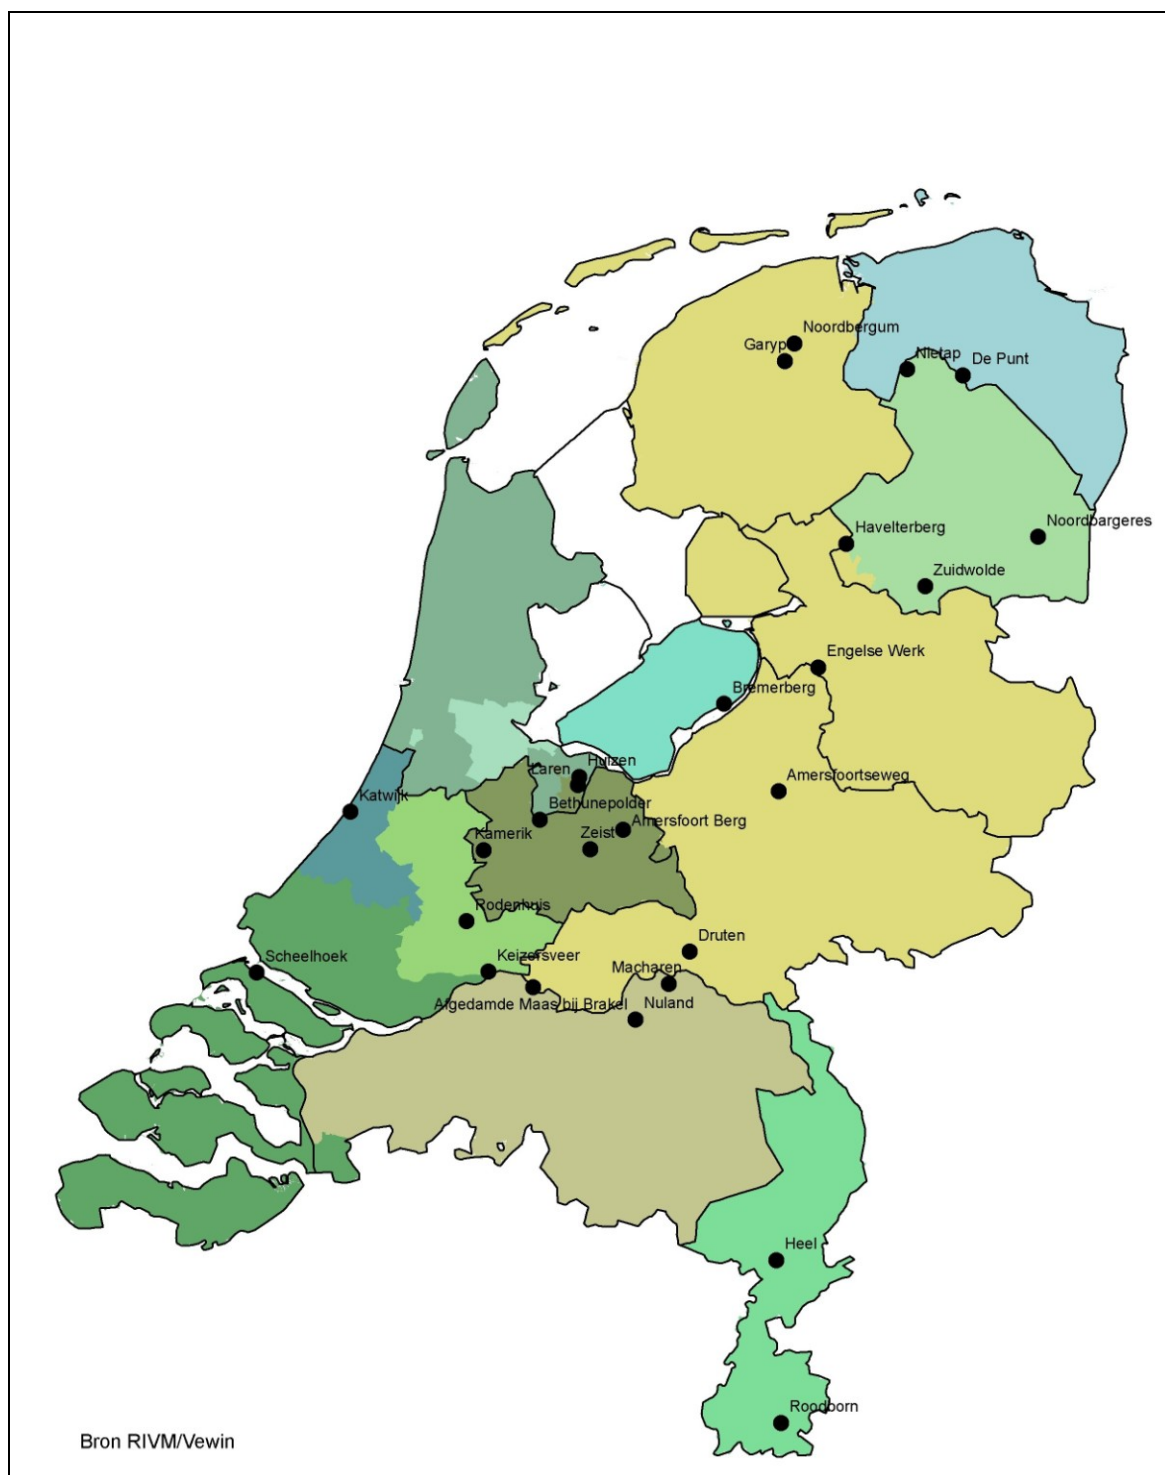 Noordbergum
Garyp
Nietap
De Punt
Noordbargeres
Havelterberg
Zuidwolde
Engelse Werk
Bremerberg
Huizen
Laren
Amersfoortseweg
Katwijk
Bethunepolder
Amersfoort Berg
Kamerik
Zeist
Rodenhuis
Druten
Scheelhoek
Keizersveer
Macharen
Afgedamde Maas bij Brakel
Nuland
Heel
Roodborn
Bron RIVM/Vewin